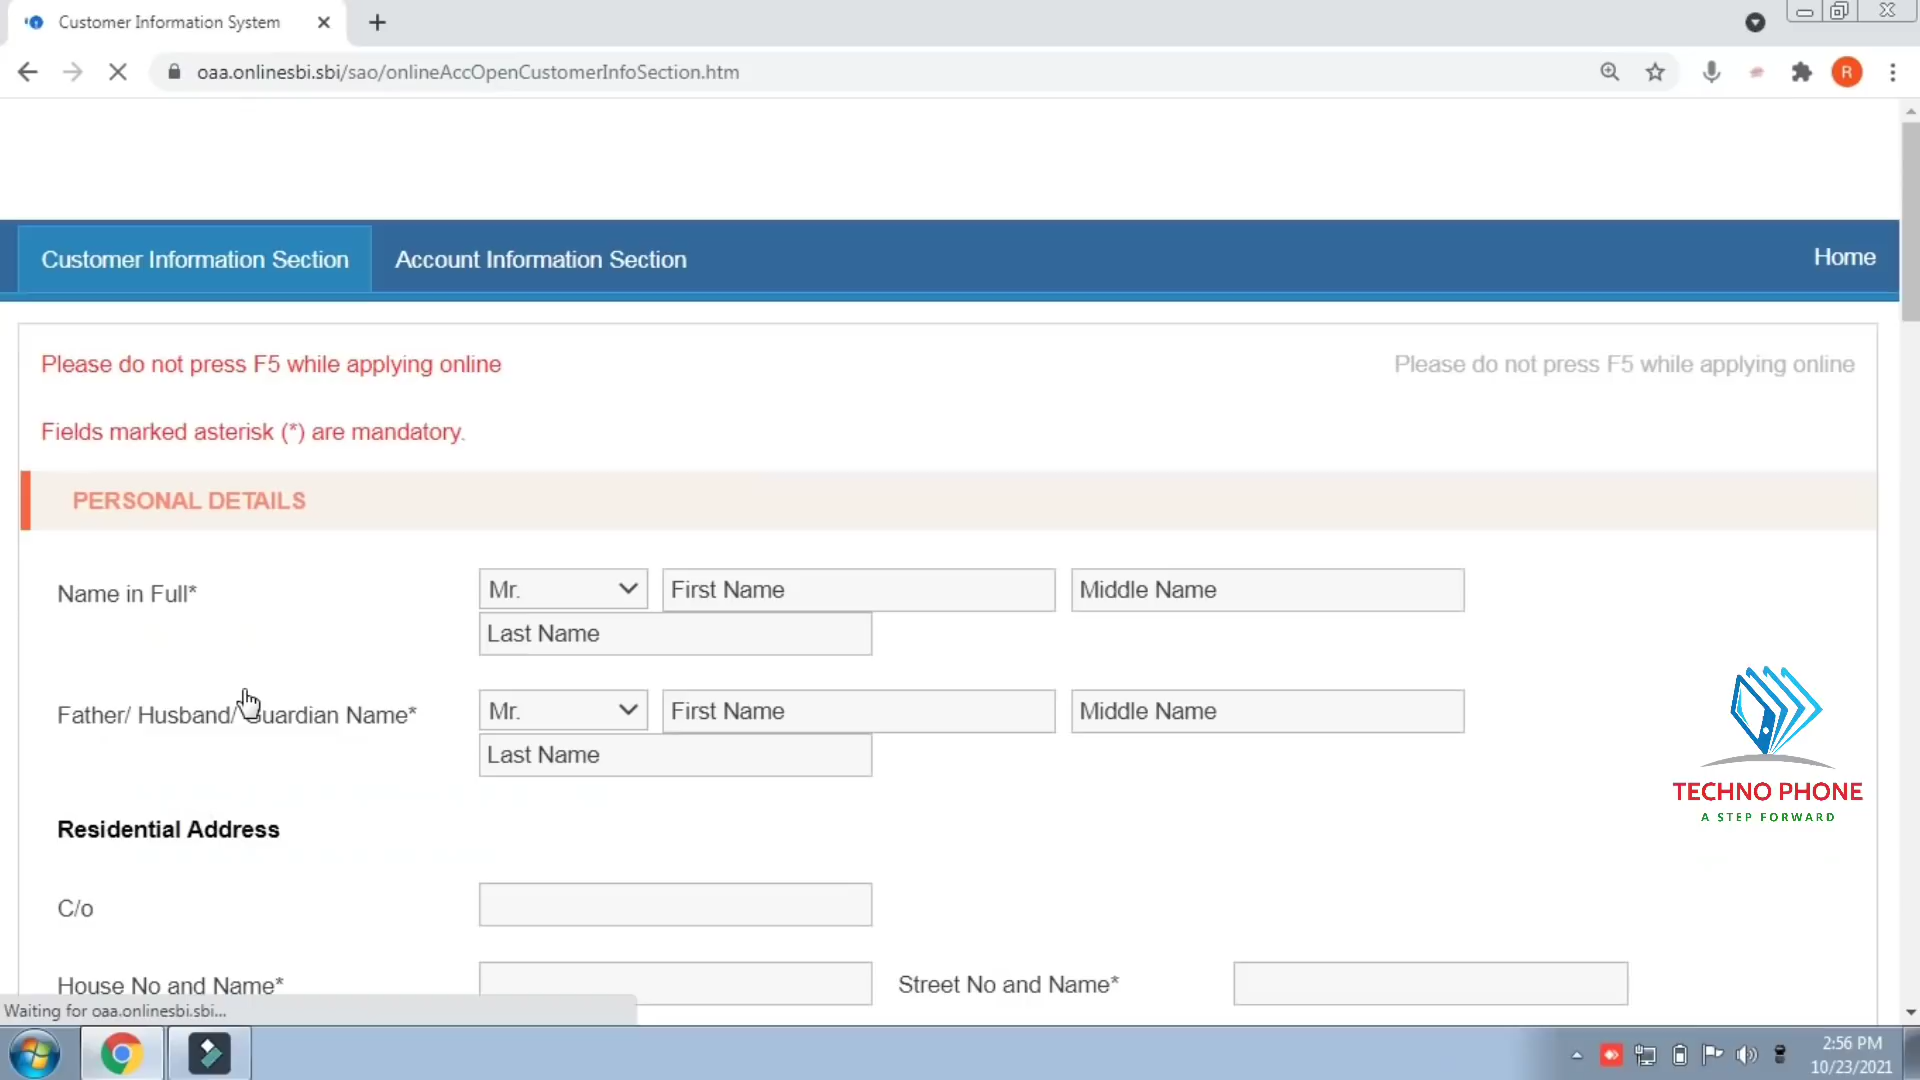 Customer Information System
oaa.onlinesbi.sbi/sao/onlineAccOpenCustomerInfoSection.htm
R
Customer Information Section
Account Information Section
Home
Please do not press F5 while applying online
Please do not press F5 while applying online
Fields marked asterisk (*) are mandatory.
PERSONAL DETAILS
Name in Full*
Mr.
First Name
Middle Name
Last Name
Father/ Husband/ Guardian Name*
Mr.
First Name
Middle Name
Last Name
TECHNO PHONE
A STEP FORWARD
Residential Address
C/o
House No and Name*
Street No and Name*
Waiting for oaa.onlinesbi.sbi...
2:56 PM
10/23/2021